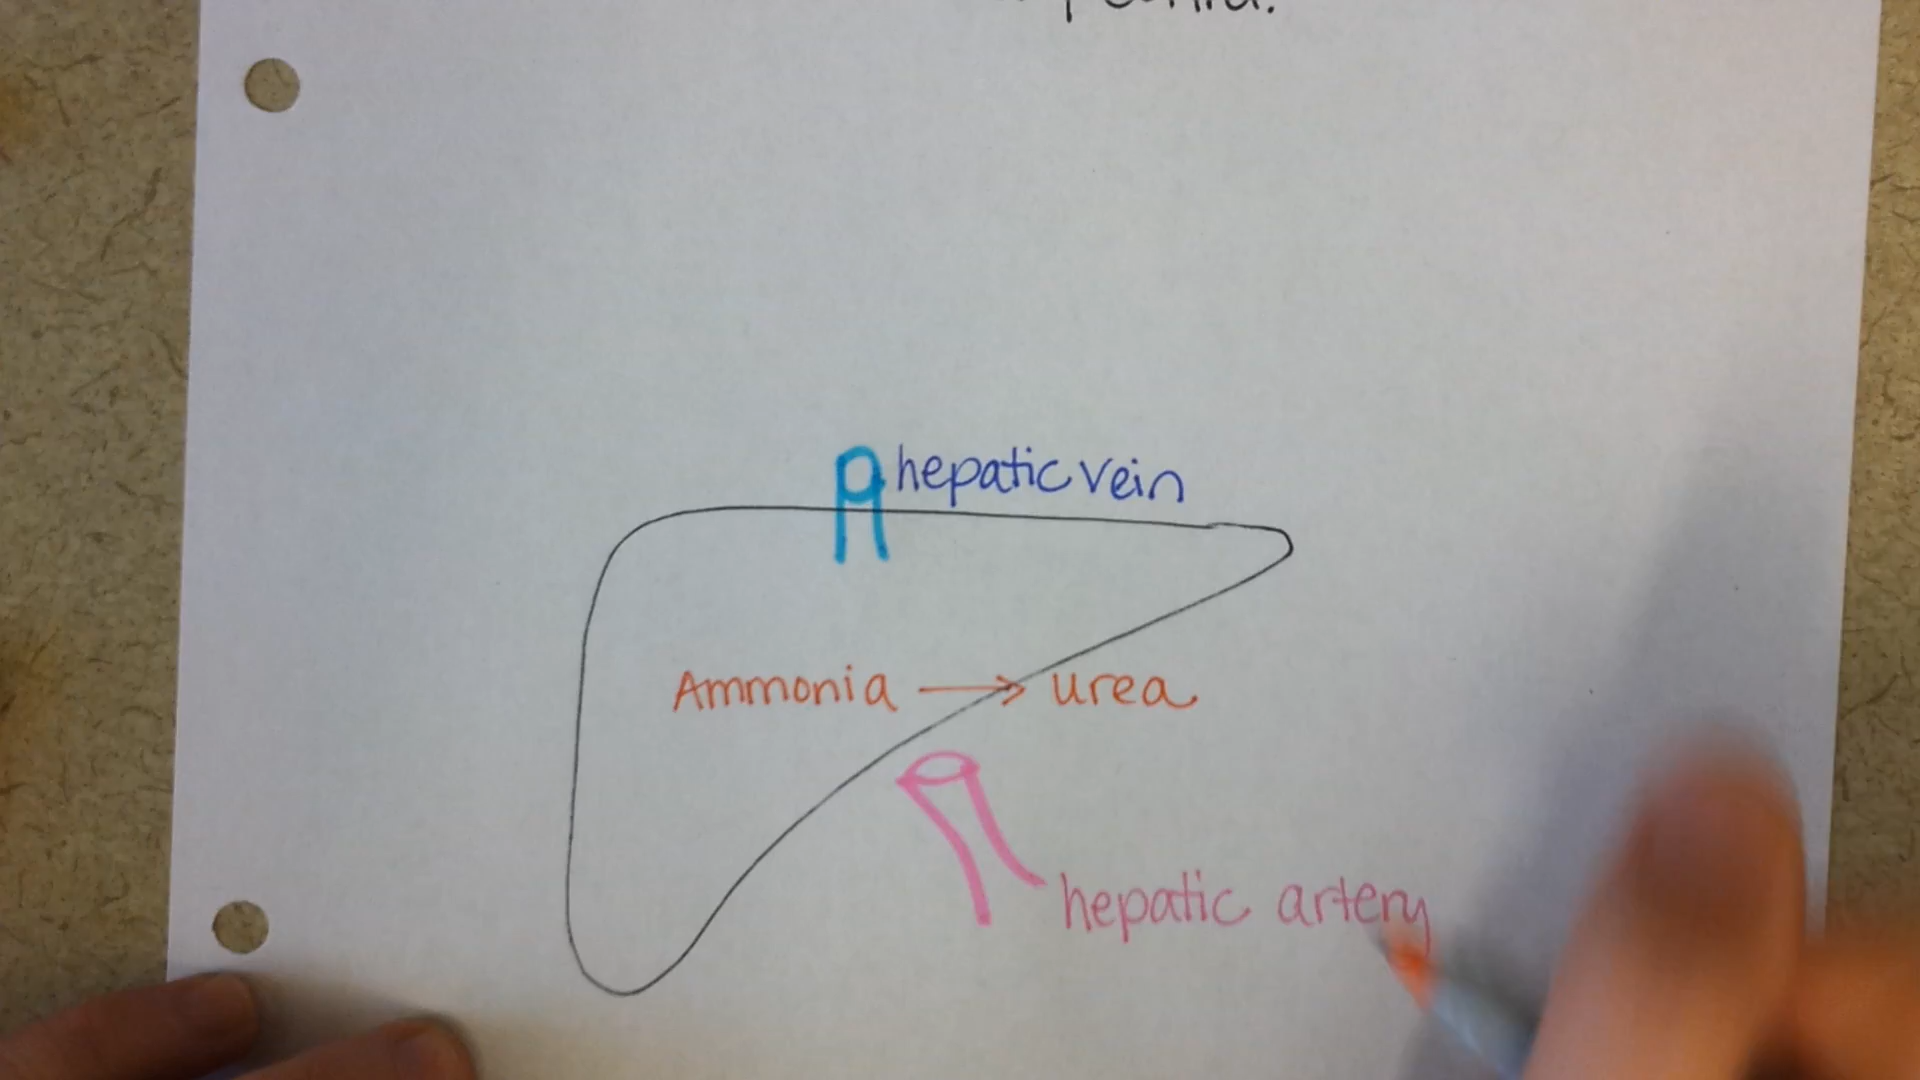 hepatic vein
Ammonia → urea
hepatic artery